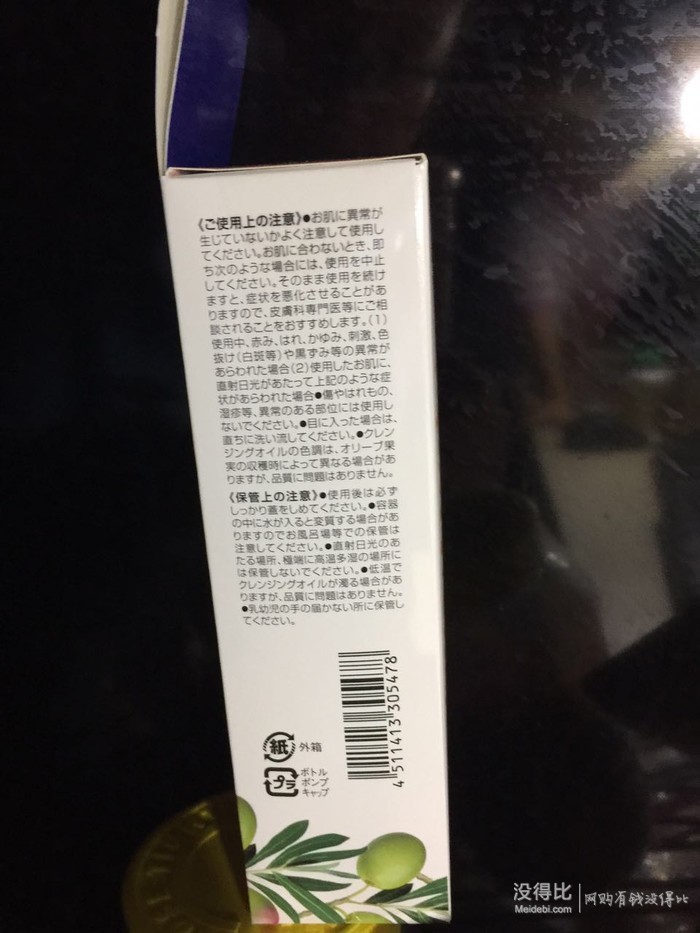 《ご使用上の注意》●お肌に異常が
生じていないかよく注意して使用し
てください。お肌に合わないとき、即
ち次のような場合には、使用を中止
してください。そのまま使用を続け
ますと、症状を悪化させることがあ
りますので、皮膚科専門医等にご相
談されることをおすすめします。(1)
使用中、赤み、はれ、かゆみ、刺激、色
抜け(白斑等)や黒ずみ等の異常が
あらわれた場合(2)使用したお肌に、
直射日光があたって上記のような症
状があらわれた場合●傷やはれもの、
湿疹等、異常のある部位には使用し
ないでください。●目に入った場合は、
直ちに洗い流してください。●クレン
ジングオイルの色調は、オリーブ果
実の収穫時によって異なる場合があ
りますが、品質に問題はありません。
《保管上の注意》●使用後は必ず
しっかり蓋をしめてください。●容器
の中に水が入ると変質する場合があ
りますのでお風呂場等での保管は
注意してください。●直射日光のあ
たる場所、極端に高温多湿の場所に
は保管しないでください。●低温で
クレンジングオイルが濁る場合があ
りますが、品質に問題はありません。
●乳幼児の手の届かない所に保管し
てください。
4511413305478
紙 外箱
プラ ボトル
ポンプ
キャップ
没得比
Meidebi.com
网购有钱没得比